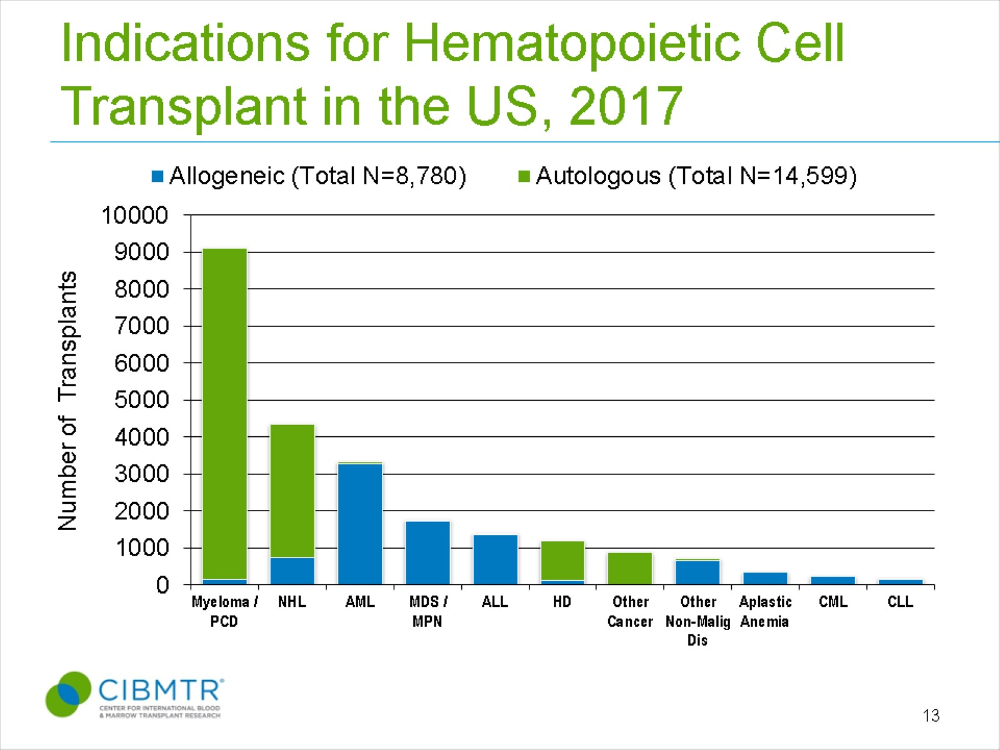 Indications for Hematopoietic Cell
Transplant in the US, 2017
Allogeneic (Total N=8,780)
Autologous (Total N=14,599)
Number of Transplants
10000
9000
8000
7000
6000
5000
4000
3000
2000
1000
0
Myeloma /
PCD
NHL
AML
MDS /
MPN
ALL
HD
Other
Cancer
Other
Non-Malig
Dis
Aplastic
Anemia
CML
CLL
CIBMTR®
CENTER FOR INTERNATIONAL BLOOD
& MARROW TRANSPLANT RESEARCH
13